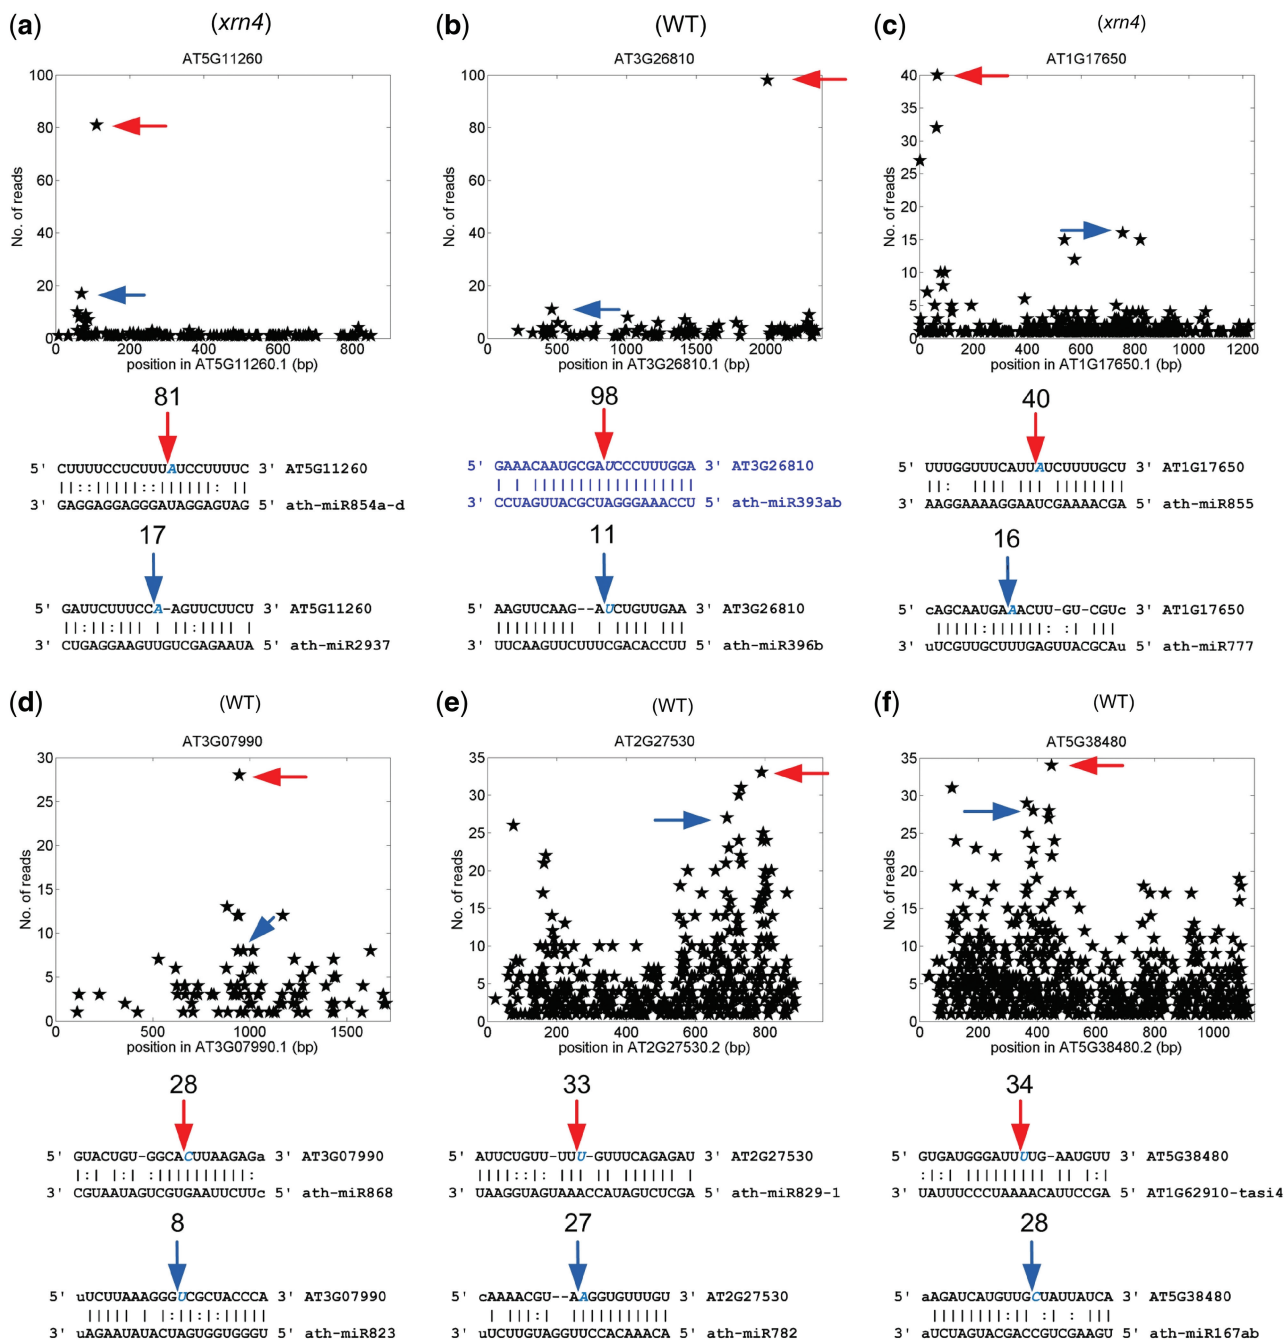 (a) (xrn4)
AT5G11260
No. of reads
100
80
60
40
20
0
0 200 400 600 800
position in AT5G11260.1 (bp)
81
5' CUUUUCCUCUUUAUCCUUUUC 3' AT5G11260
3' GAGGAGGAGGGAUAGGAGUAG 5' ath-miR854a-d
17
5' GAUUCUUUCCA-AGUUCUUCU 3' AT5G11260
3' CUGAGGAAGUUGUCGAGAAUA 5' ath-miR2937
(b) (WT)
AT3G26810
No. of reads
100
80
60
40
20
0
0 500 1000 1500 2000
position in AT3G26810.1 (bp)
98
5' GAAACAAUGCGAUCCCUUUGGA 3' AT3G26810
3' CCUAGUUACGCUAGGGAAACCU 5' ath-miR393ab
11
5' AAGUUCAAG--AUCUGUUGAA 3' AT3G26810
3' UUCAAGUUCUUUCGACACCUU 5' ath-miR396b
(c) (xrn4)
AT1G17650
No. of reads
40
35
30
25
20
15
10
5
0
0 200 400 600 800 1000 1200
position in AT1G17650.1 (bp)
40
5' UUUGGUUUCAUUAUCUUUUGCU 3' AT1G17650
3' AAGGAAAAGGAAUCGAAAACGA 5' ath-miR855
16
5' cAGCAAUGAAACUU-GU-CGUc 3' AT1G17650
3' uUCGUUGCUUUGAGUUACGCAu 5' ath-miR777
(d) (WT)
AT3G07990
No. of reads
30
25
20
15
10
5
0
0 500 1000 1500
position in AT3G07990.1 (bp)
28
5' GUACUGU-GGCACUUAAGAGa 3' AT3G07990
3' CGUAAUAGUCGUGAAUUCUUc 5' ath-miR868
8
5' uUCUUAAAGGGUCGCUACCCA 3' AT3G07990
3' uAGAAUAUACUAGUGGUGGGU 5' ath-miR823
(e) (WT)
AT2G27530
No. of reads
35
30
25
20
15
10
5
0
0 200 400 600 800
position in AT2G27530.2 (bp)
33
5' AUUCUGUU-UUU-GUUUCAGAGAU 3' AT2G27530
3' UAAGGUAGUAAACCAUAGUCUCGA 5' ath-miR829-1
27
5' cAAAACGU--AAGGUGUUUGU 3' AT2G27530
3' uUCUUGUAGGUUCCACAAACA 5' ath-miR782
(f) (WT)
AT5G38480
No. of reads
35
30
25
20
15
10
5
0
0 200 400 600 800 1000
position in AT5G38480.2 (bp)
34
5' GUGAUGGGAUUUUG-AAUGUU 3' AT5G38480
3' UAUUUCCCUAAAACAUUCCGA 5' AT1G62910-tasi4
28
5' aAGAUCAUGUUGCUAUUAUCA 3' AT5G38480
3' aUCUAGUACGACCGUCGAAGU 5' ath-miR167ab